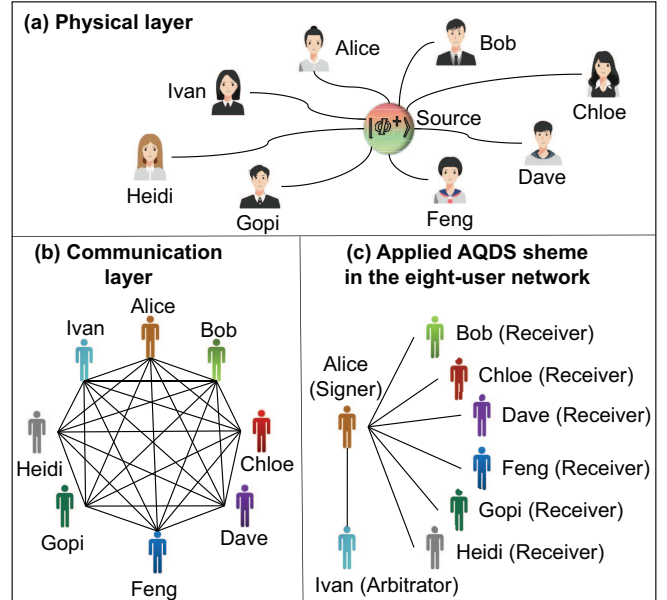 (a) Physical layer
Alice
Bob
Ivan
Chloe
|Φ⁺⟩
Source
Heidi
Dave
Gopi
Feng
(b) Communication
layer
Alice
Ivan
Bob
Heidi
Chloe
Gopi
Dave
Feng
(c) Applied AQDS sheme
in the eight-user network
Bob (Receiver)
Alice
(Signer)
Chloe (Receiver)
Dave (Receiver)
Feng (Receiver)
Gopi (Receiver)
Heidi (Receiver)
Ivan (Arbitrator)